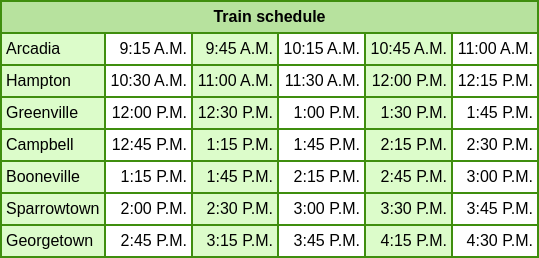 Train schedule
Arcadia 9:15 A.M. 9:45 A.M. 10:15 A.M. 10:45 A.M. 11:00 A.M.
Hampton 10:30 A.M. 11:00 A.M. 11:30 A.M. 12:00 P.M. 12:15 P.M.
Greenville 12:00 P.M. 12:30 P.M. 1:00 P.M. 1:30 P.M. 1:45 P.M.
Campbell 12:45 P.M. 1:15 P.M. 1:45 P.M. 2:15 P.M. 2:30 P.M.
Booneville 1:15 P.M. 1:45 P.M. 2:15 P.M. 2:45 P.M. 3:00 P.M.
Sparrowtown 2:00 P.M. 2:30 P.M. 3:00 P.M. 3:30 P.M. 3:45 P.M.
Georgetown 2:45 P.M. 3:15 P.M. 3:45 P.M. 4:15 P.M. 4:30 P.M.